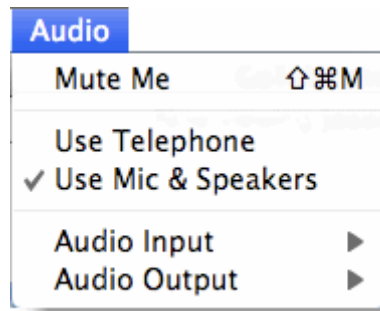 Audio
Mute Me ⇧⌘M
Use Telephone
✓ Use Mic & Speakers
Audio Input ▶
Audio Output ▶